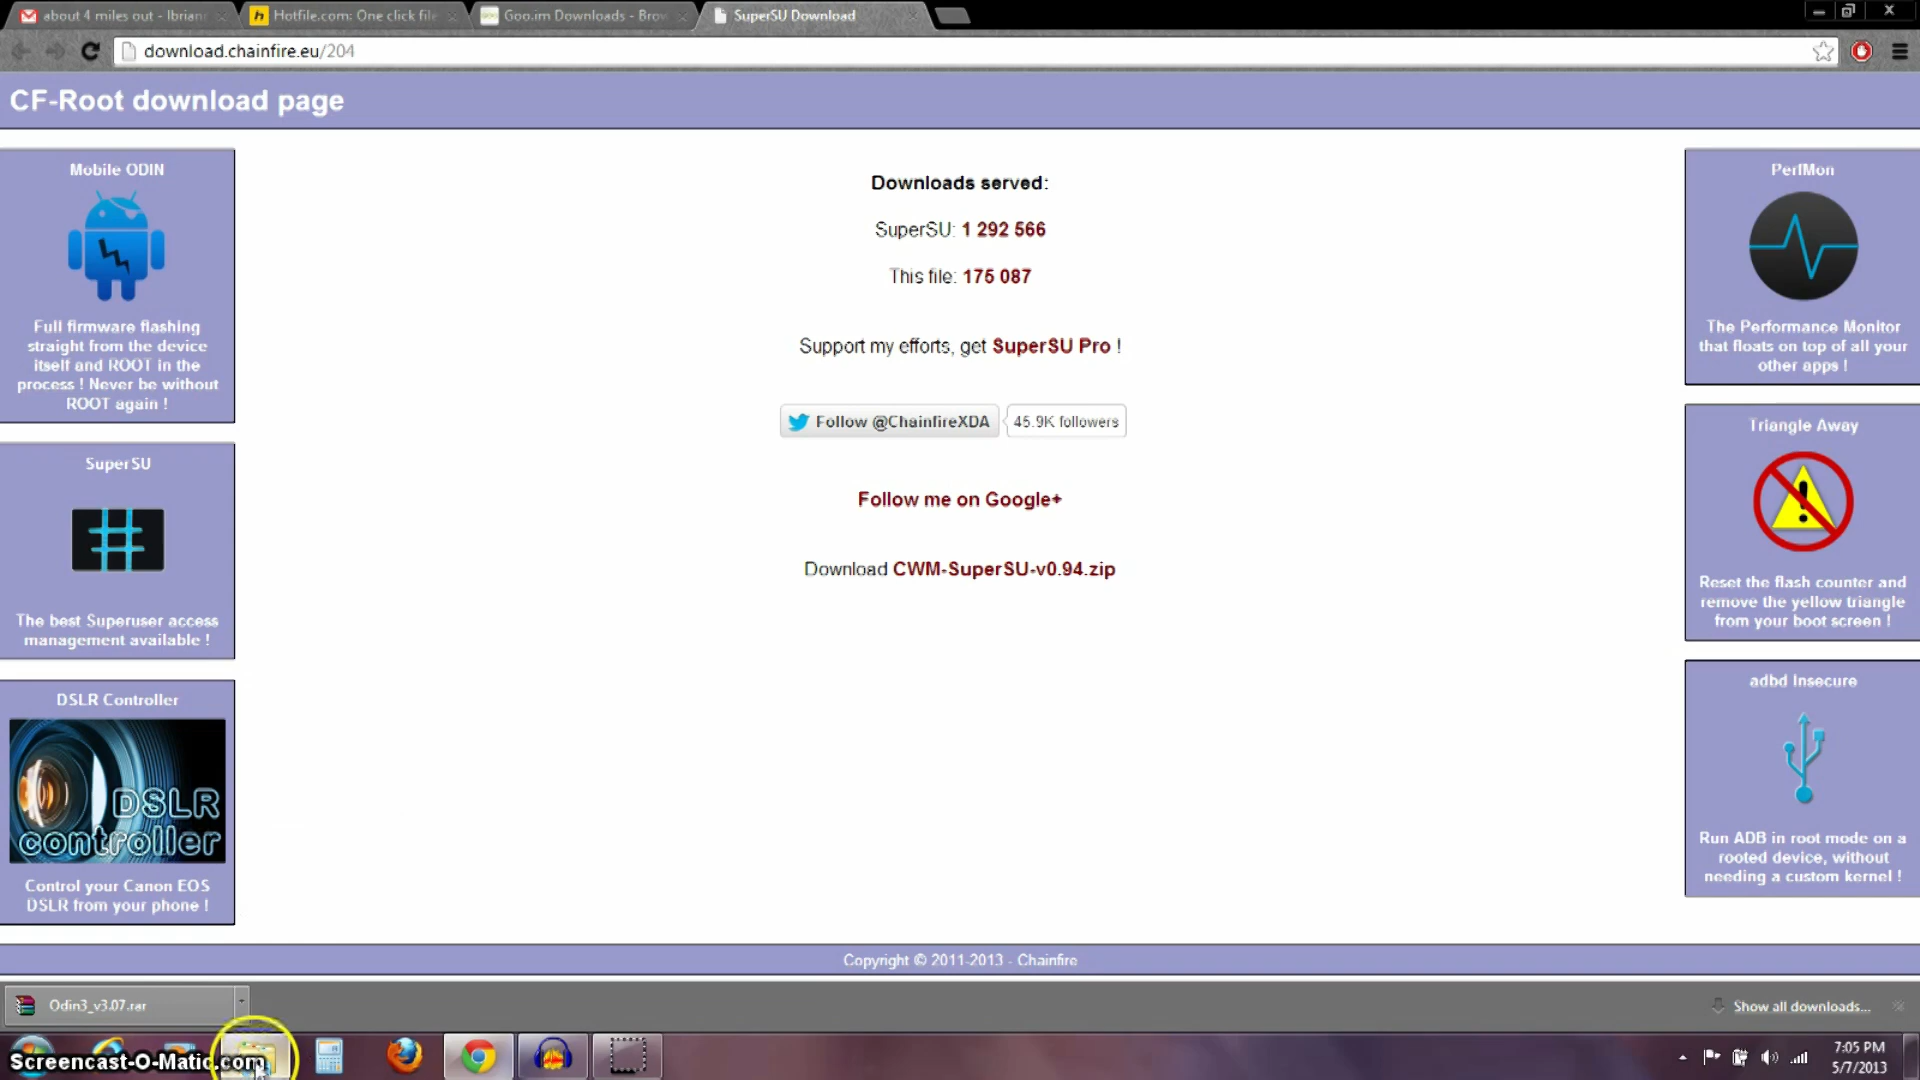 about 4 miles out - lbriann
Hotfile.com: One click file
Goo.im Downloads - Brow
SuperSU Download
download.chainfire.eu/204
CF-Root download page
Mobile ODIN
Full firmware flashing
straight from the device
itself and ROOT in the
process ! Never be without
ROOT again !
SuperSU
The best Superuser access
management available !
DSLR Controller
DSLR
controller
Control your Canon EOS
DSLR from your phone !
Downloads served:
SuperSU: 1 292 566
This file: 175 087
Support my efforts, get SuperSU Pro !
Follow @ChainfireXDA
45.9K followers
Follow me on Google+
Download CWM-SuperSU-v0.94.zip
PerfMon
The Performance Monitor
that floats on top of all your
other apps !
Triangle Away
Reset the flash counter and
remove the yellow triangle
from your boot screen !
adbd Insecure
Run ADB in root mode on a
rooted device, without
needing a custom kernel !
Copyright © 2011-2013 - Chainfire
Odin3_v3.07.rar
Show all downloads...
Screencast-O-Matic.com
7:05 PM
5/7/2013